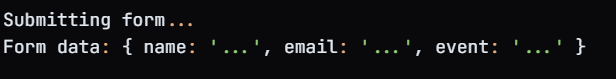 Submitting form...
Form data: { name: '...', email: '...', event: '...' }